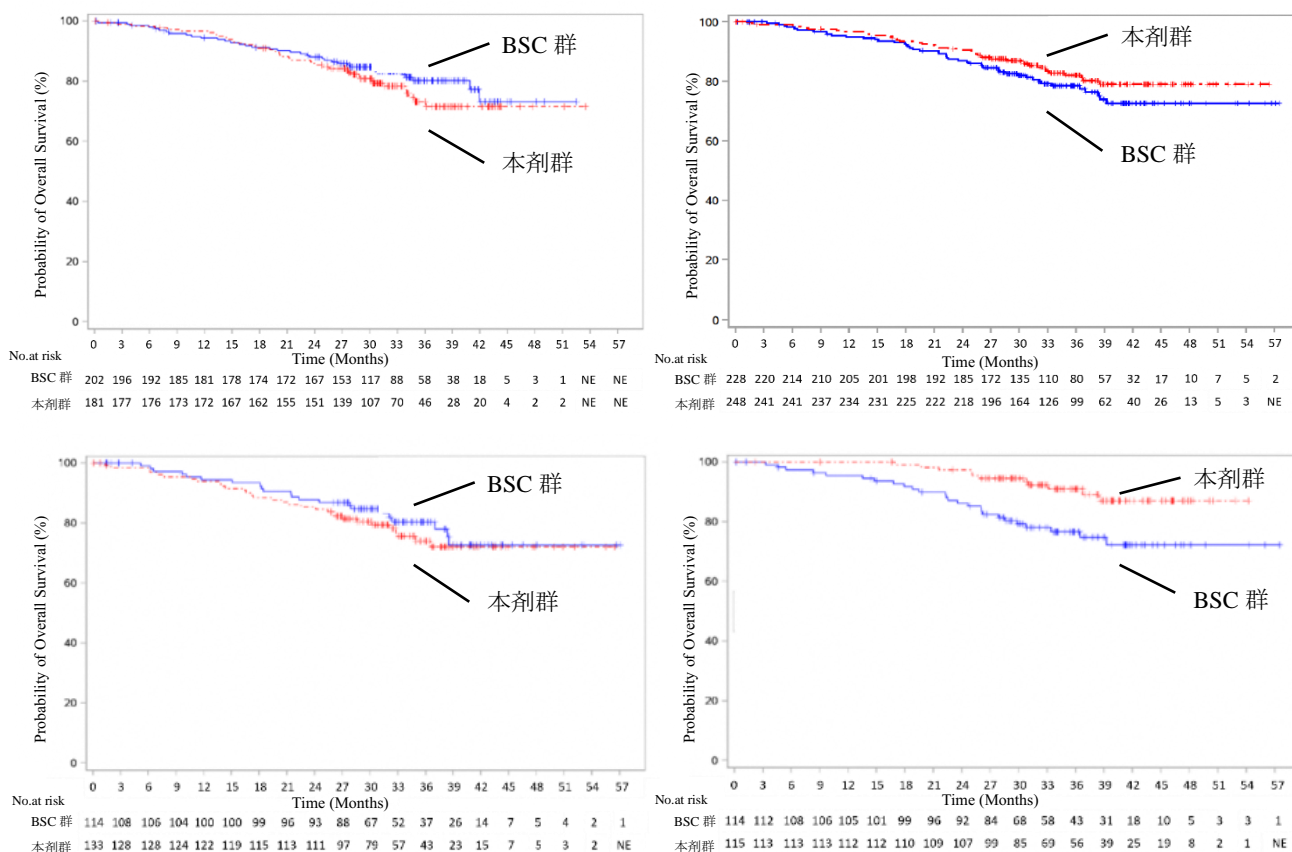 100
80
60
40
20
0
Probability of Overall Survival (%)
BSC 群
本剤群
0 3 6 9 12 15 18 21 24 27 30 33 36 39 42 45 48 51 54 57
No.at risk
Time (Months)
BSC 群 202 196 192 185 181 178 174 172 167 153 117 88 58 38 18 5 3 1 NE NE
本剤群 181 177 176 173 172 167 162 155 151 139 107 70 46 28 20 4 2 2 NE NE
100
80
60
40
20
0
Probability of Overall Survival (%)
本剤群
BSC 群
0 3 6 9 12 15 18 21 24 27 30 33 36 39 42 45 48 51 54 57
No.at risk
Time (Months)
BSC 群 228 220 214 210 205 201 198 192 185 172 135 110 80 57 32 17 10 7 5 2
本剤群 248 241 241 237 234 231 225 222 218 196 164 126 99 62 40 26 13 5 3 NE
100
80
60
40
20
0
Probability of Overall Survival (%)
BSC 群
本剤群
0 3 6 9 12 15 18 21 24 27 30 33 36 39 42 45 48 51 54 57
No.at risk
Time (Months)
BSC 群 114 108 106 104 100 100 99 96 93 88 67 52 37 26 14 7 5 4 2 1
本剤群 133 128 128 124 122 119 115 113 111 97 79 57 43 23 15 7 5 3 2 NE
100
80
60
40
20
0
Probability of Overall Survival (%)
本剤群
BSC 群
0 3 6 9 12 15 18 21 24 27 30 33 36 39 42 45 48 51 54 57
No.at risk
Time (Months)
BSC 群 114 112 108 106 105 101 99 96 92 84 68 58 43 31 18 10 5 3 3 1
本剤群 115 113 113 113 112 112 110 109 107 99 85 69 56 39 25 19 8 2 1 NE